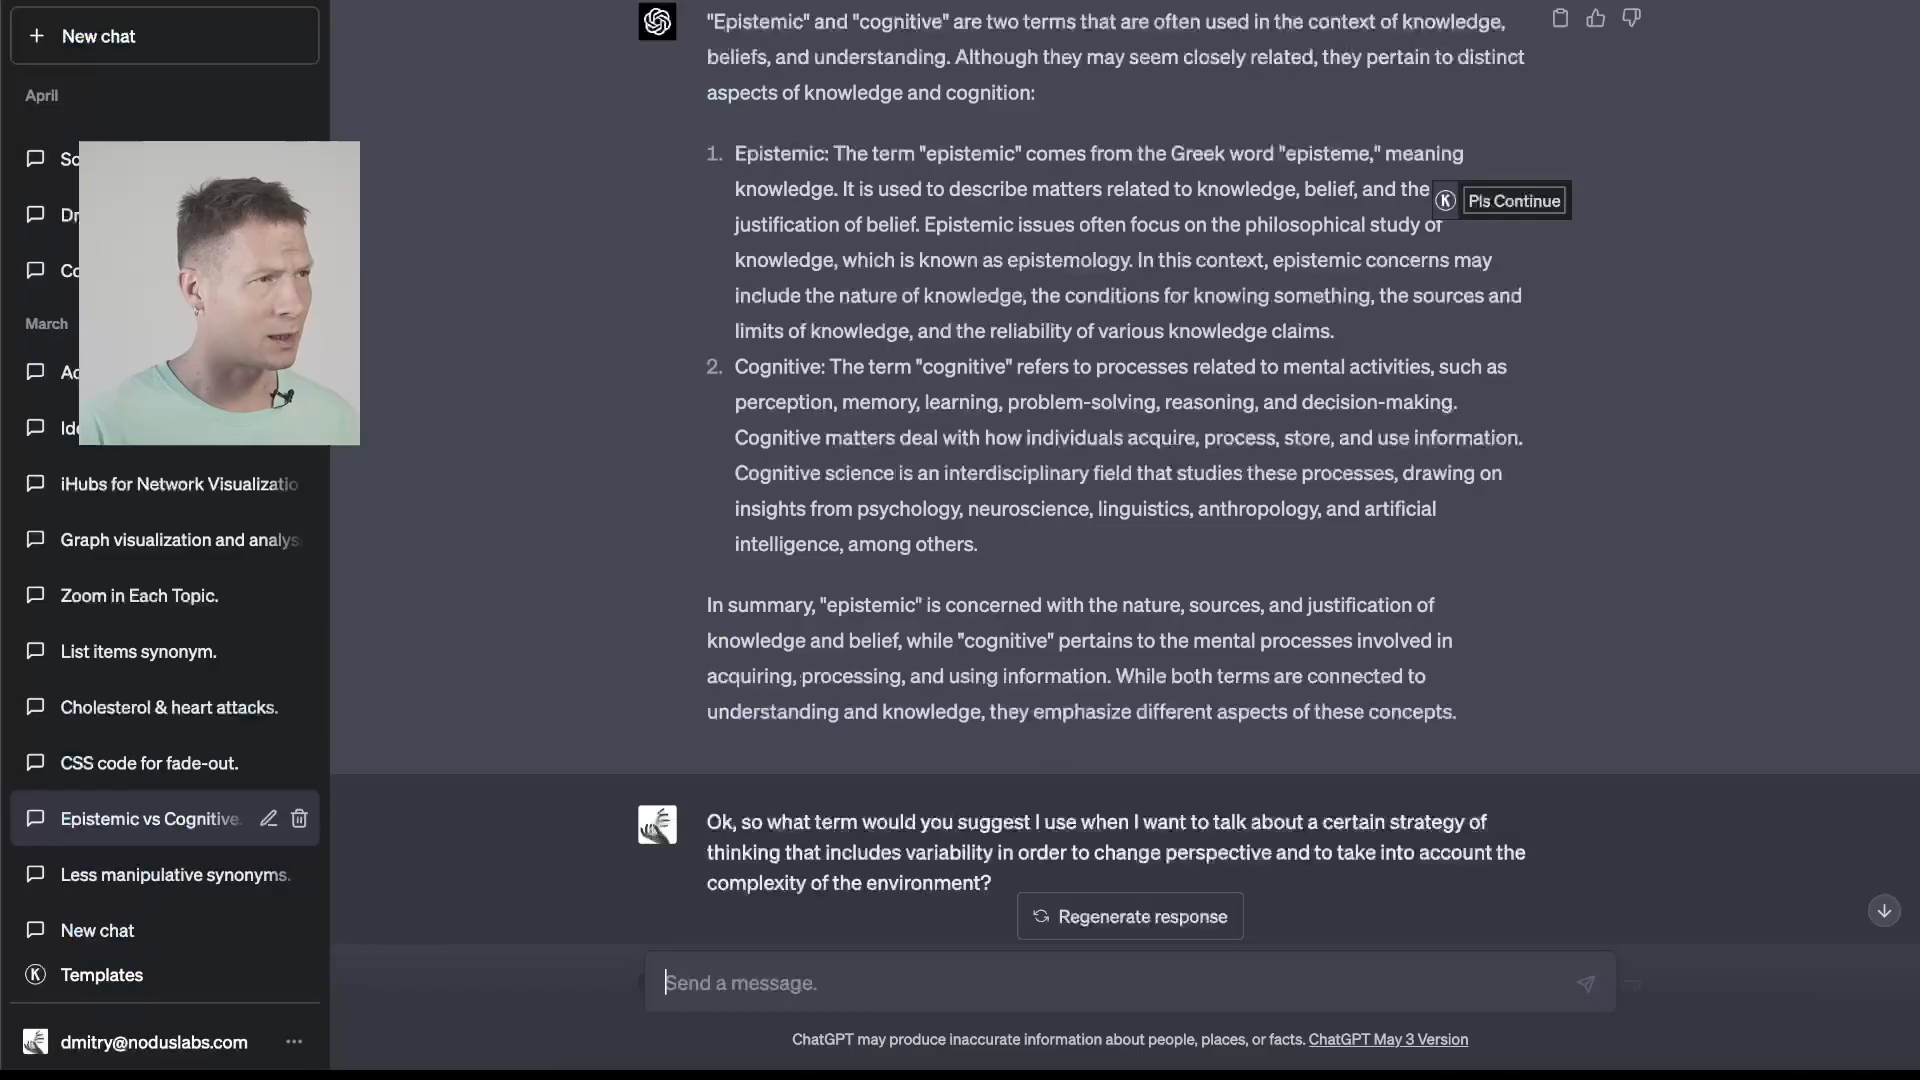 New chat
April
So
Dr
Co
March
Ac
Ide
iHubs for Network Visualizatio
Graph visualization and analys
Zoom in Each Topic.
List items synonym.
Cholesterol & heart attacks.
CSS code for fade-out.
Epistemic vs Cognitive.
Less manipulative synonyms.
New chat
K Templates
dmitry@noduslabs.com
"Epistemic" and "cognitive" are two terms that are often used in the context of knowledge,
beliefs, and understanding. Although they may seem closely related, they pertain to distinct
aspects of knowledge and cognition:
1. Epistemic: The term "epistemic" comes from the Greek word "episteme," meaning
knowledge. It is used to describe matters related to knowledge, belief, and the
K Pls Continue
justification of belief. Epistemic issues often focus on the philosophical study of
knowledge, which is known as epistemology. In this context, epistemic concerns may
include the nature of knowledge, the conditions for knowing something, the sources and
limits of knowledge, and the reliability of various knowledge claims.
2. Cognitive: The term "cognitive" refers to processes related to mental activities, such as
perception, memory, learning, problem-solving, reasoning, and decision-making.
Cognitive matters deal with how individuals acquire, process, store, and use information.
Cognitive science is an interdisciplinary field that studies these processes, drawing on
insights from psychology, neuroscience, linguistics, anthropology, and artificial
intelligence, among others.
In summary, "epistemic" is concerned with the nature, sources, and justification of
knowledge and belief, while "cognitive" pertains to the mental processes involved in
acquiring, processing, and using information. While both terms are connected to
understanding and knowledge, they emphasize different aspects of these concepts.
Ok, so what term would you suggest I use when I want to talk about a certain strategy of
thinking that includes variability in order to change perspective and to take into account the
complexity of the environment?
Regenerate response
Send a message.
ChatGPT may produce inaccurate information about people, places, or facts. ChatGPT May 3 Version